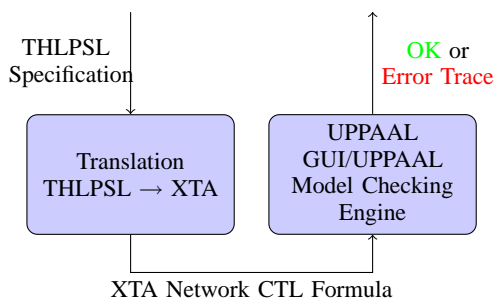 THLPSL
Specification
Translation
THLPSL → XTA
XTA Network CTL Formula
UPPAAL
GUI/UPPAAL
Model Checking
Engine
OK or
Error Trace